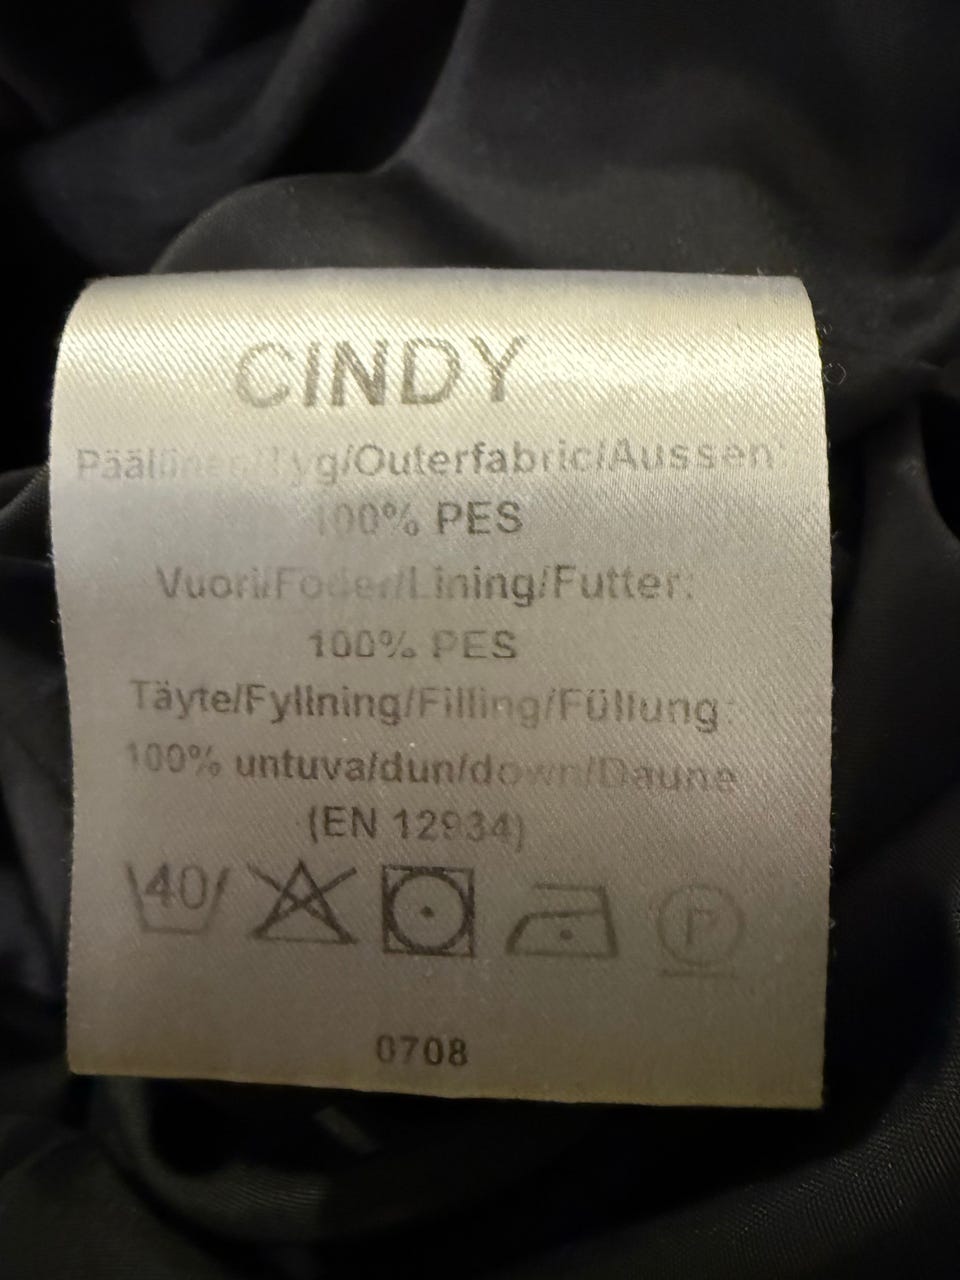 CINDY
Päällinen/Tyg/Outerfabric/Aussen:
100% PES
Vuori/Foder/Lining/Futter:
100% PES
Täyte/Fyllning/Filling/Füllung:
100% untuva/dun/down/Daune
(EN 12934)
40 P
0708